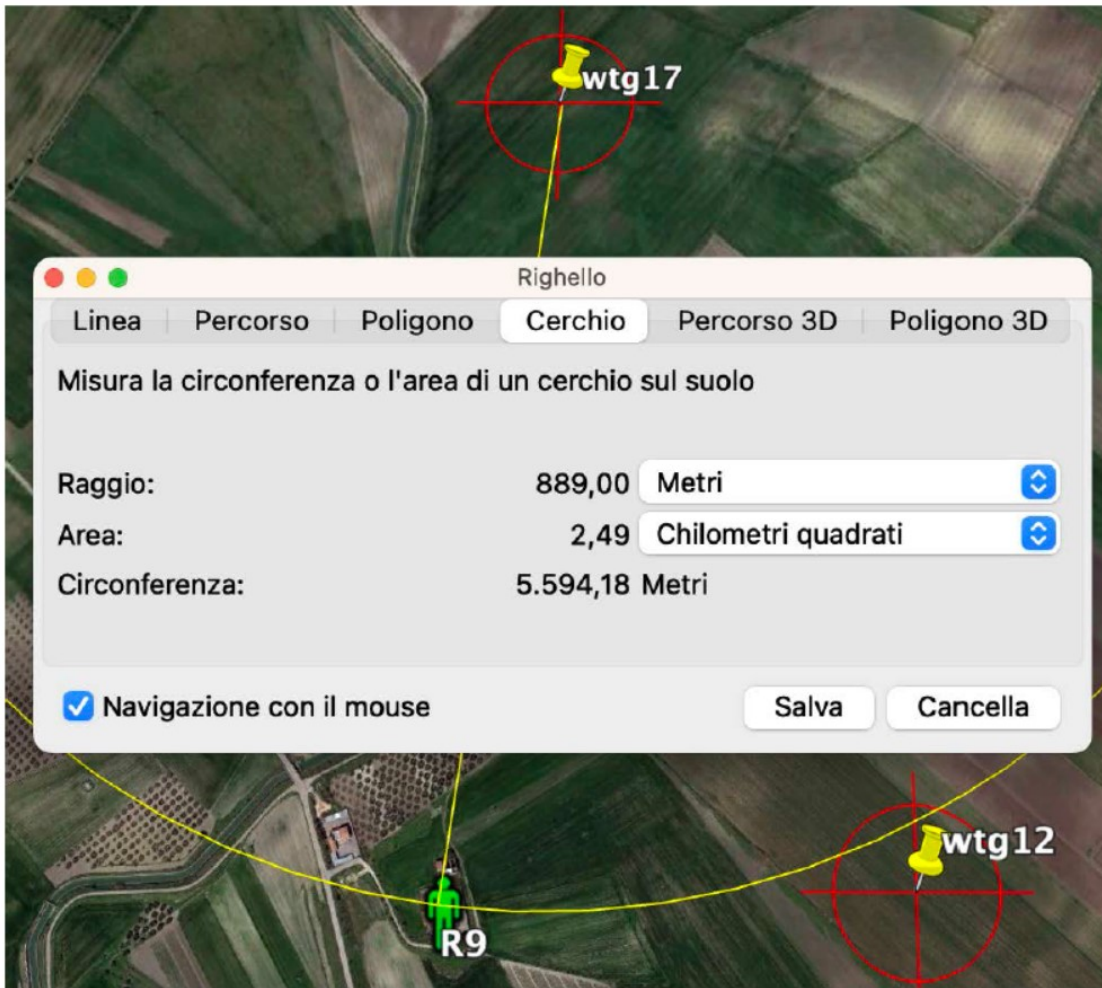 wtg17
Righello
Linea Percorso Poligono Cerchio Percorso 3D Poligono 3D
Misura la circonferenza o l'area di un cerchio sul suolo
Raggio: 889,00 Metri
Area: 2,49 Chilometri quadrati
Circonferenza: 5.594,18 Metri
Navigazione con il mouse Salva Cancella
wtg12
R9